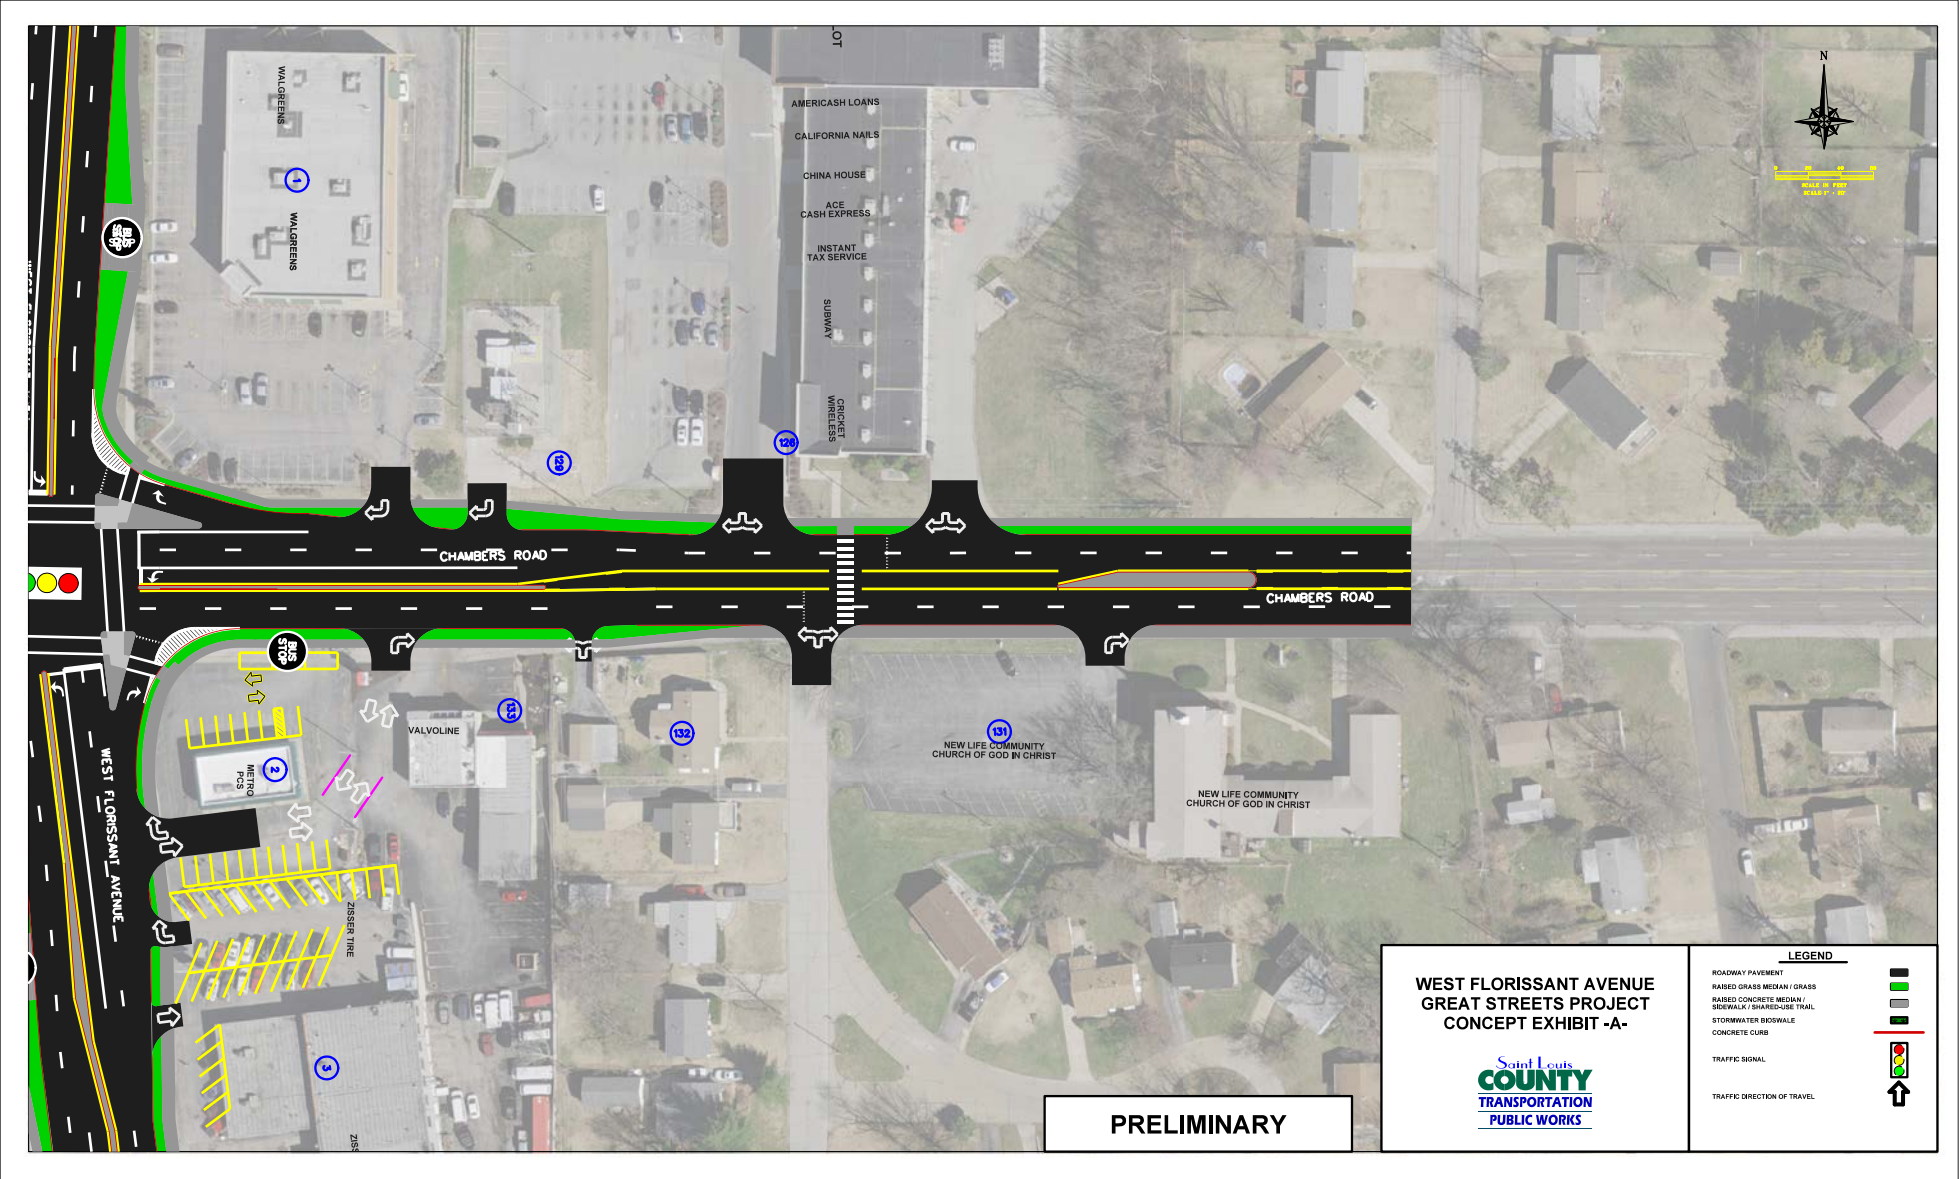 LOT
AMERICASH LOANS
CALIFORNIA NAILS
CHINA HOUSE
ACE
CASH EXPRESS
INSTANT
TAX SERVICE
SUBWAY
CRICKET
WIRELESS
WALGREENS
1
WALGREENS
BUS
STOP
129
126
N
SCALE IN FEET
CHAMBERS ROAD
CHAMBERS ROAD
BUS
STOP
WEST FLORISSANT AVENUE
METRO
PCS
2
VALVOLINE
133
132
131
NEW LIFE COMMUNITY
CHURCH OF GOD IN CHRIST
NEW LIFE COMMUNITY
CHURCH OF GOD IN CHRIST
ZISSER TIRE
3
ZISS
PRELIMINARY
WEST FLORISSANT AVENUE
GREAT STREETS PROJECT
CONCEPT EXHIBIT -A-
Saint Louis
COUNTY
TRANSPORTATION
PUBLIC WORKS
LEGEND
ROADWAY PAVEMENT
RAISED GRASS MEDIAN / GRASS
RAISED CONCRETE MEDIAN /
SIDEWALK / SHARED-USE TRAIL
STORMWATER BIOSWALE
CONCRETE CURB
TRAFFIC SIGNAL
TRAFFIC DIRECTION OF TRAVEL